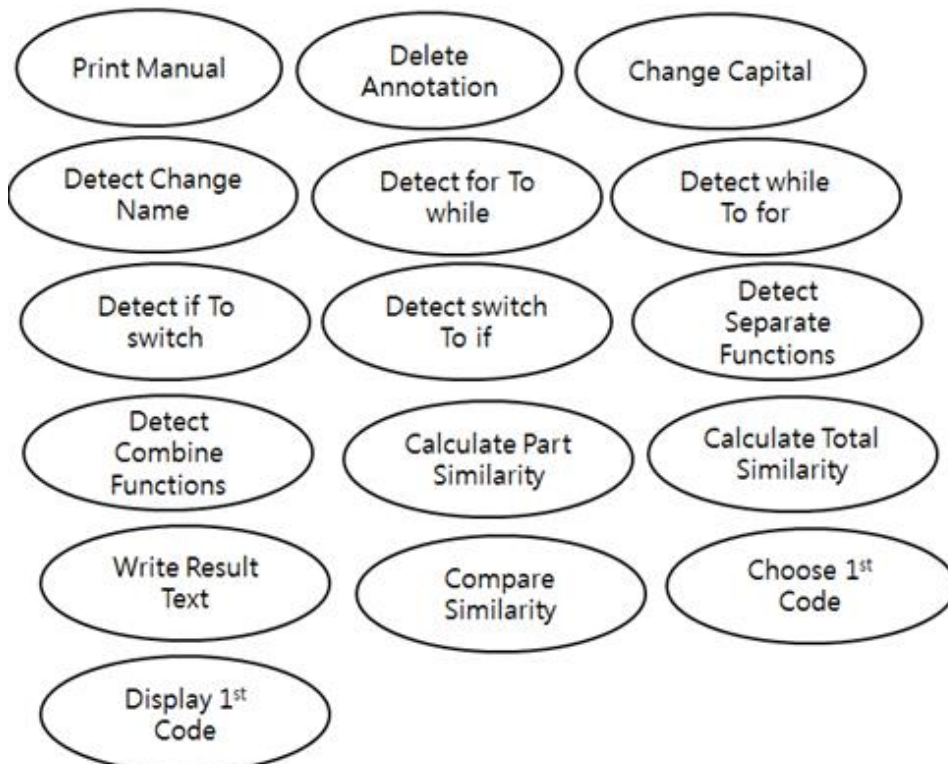 Print Manual
Delete
Annotation
Change Capital
Detect Change
Name
Detect for To
while
Detect while
To for
Detect if To
switch
Detect switch
To if
Detect
Separate
Functions
Detect
Combine
Functions
Calculate Part
Similarity
Calculate Total
Similarity
Write Result
Text
Compare
Similarity
Choose 1st
Code
Display 1st
Code